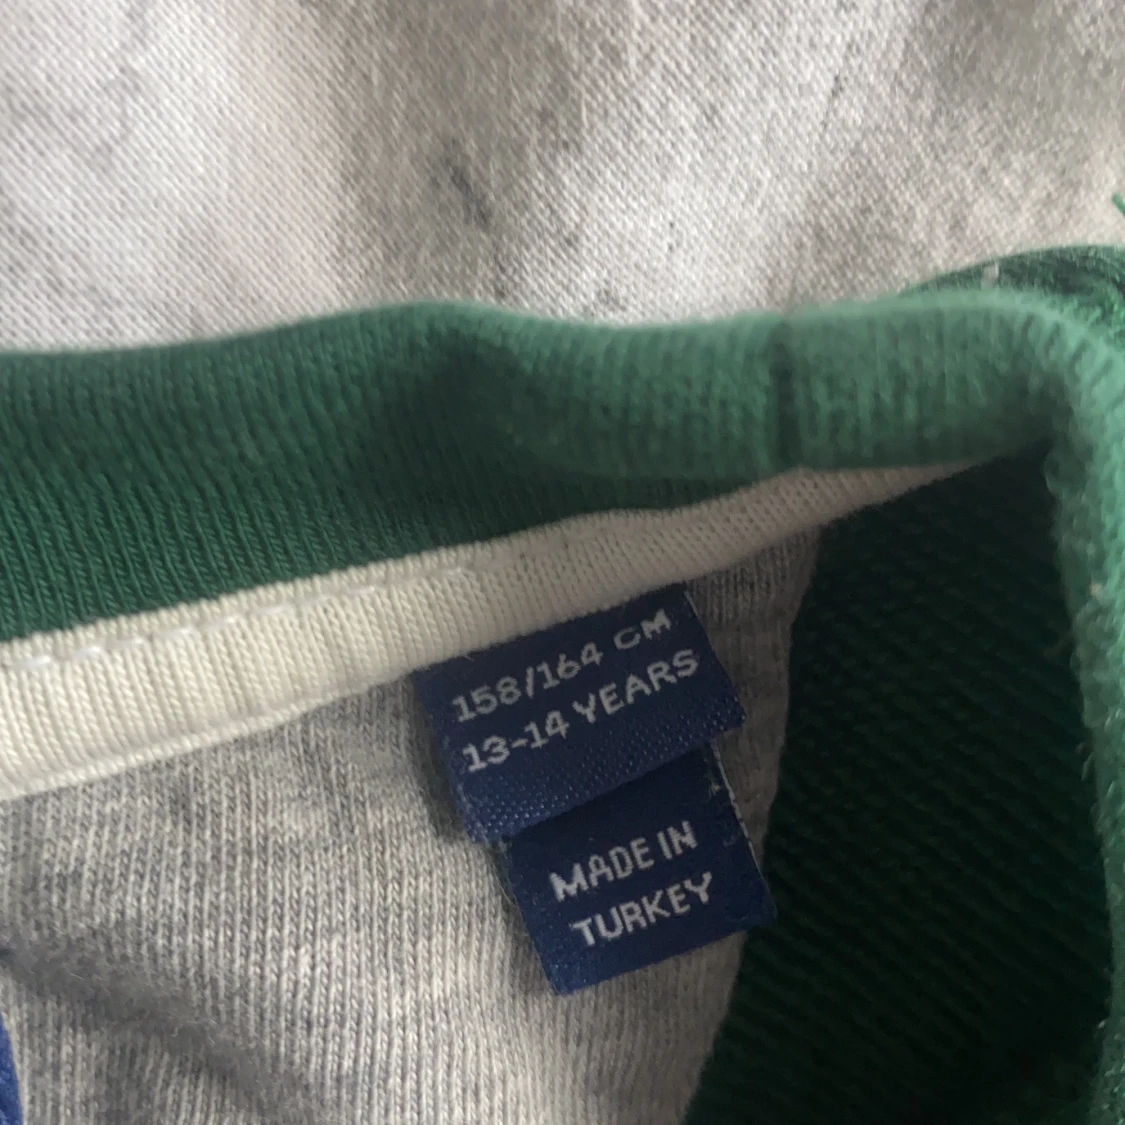 158/164 CM
13-14 YEARS
MADE IN
TURKEY